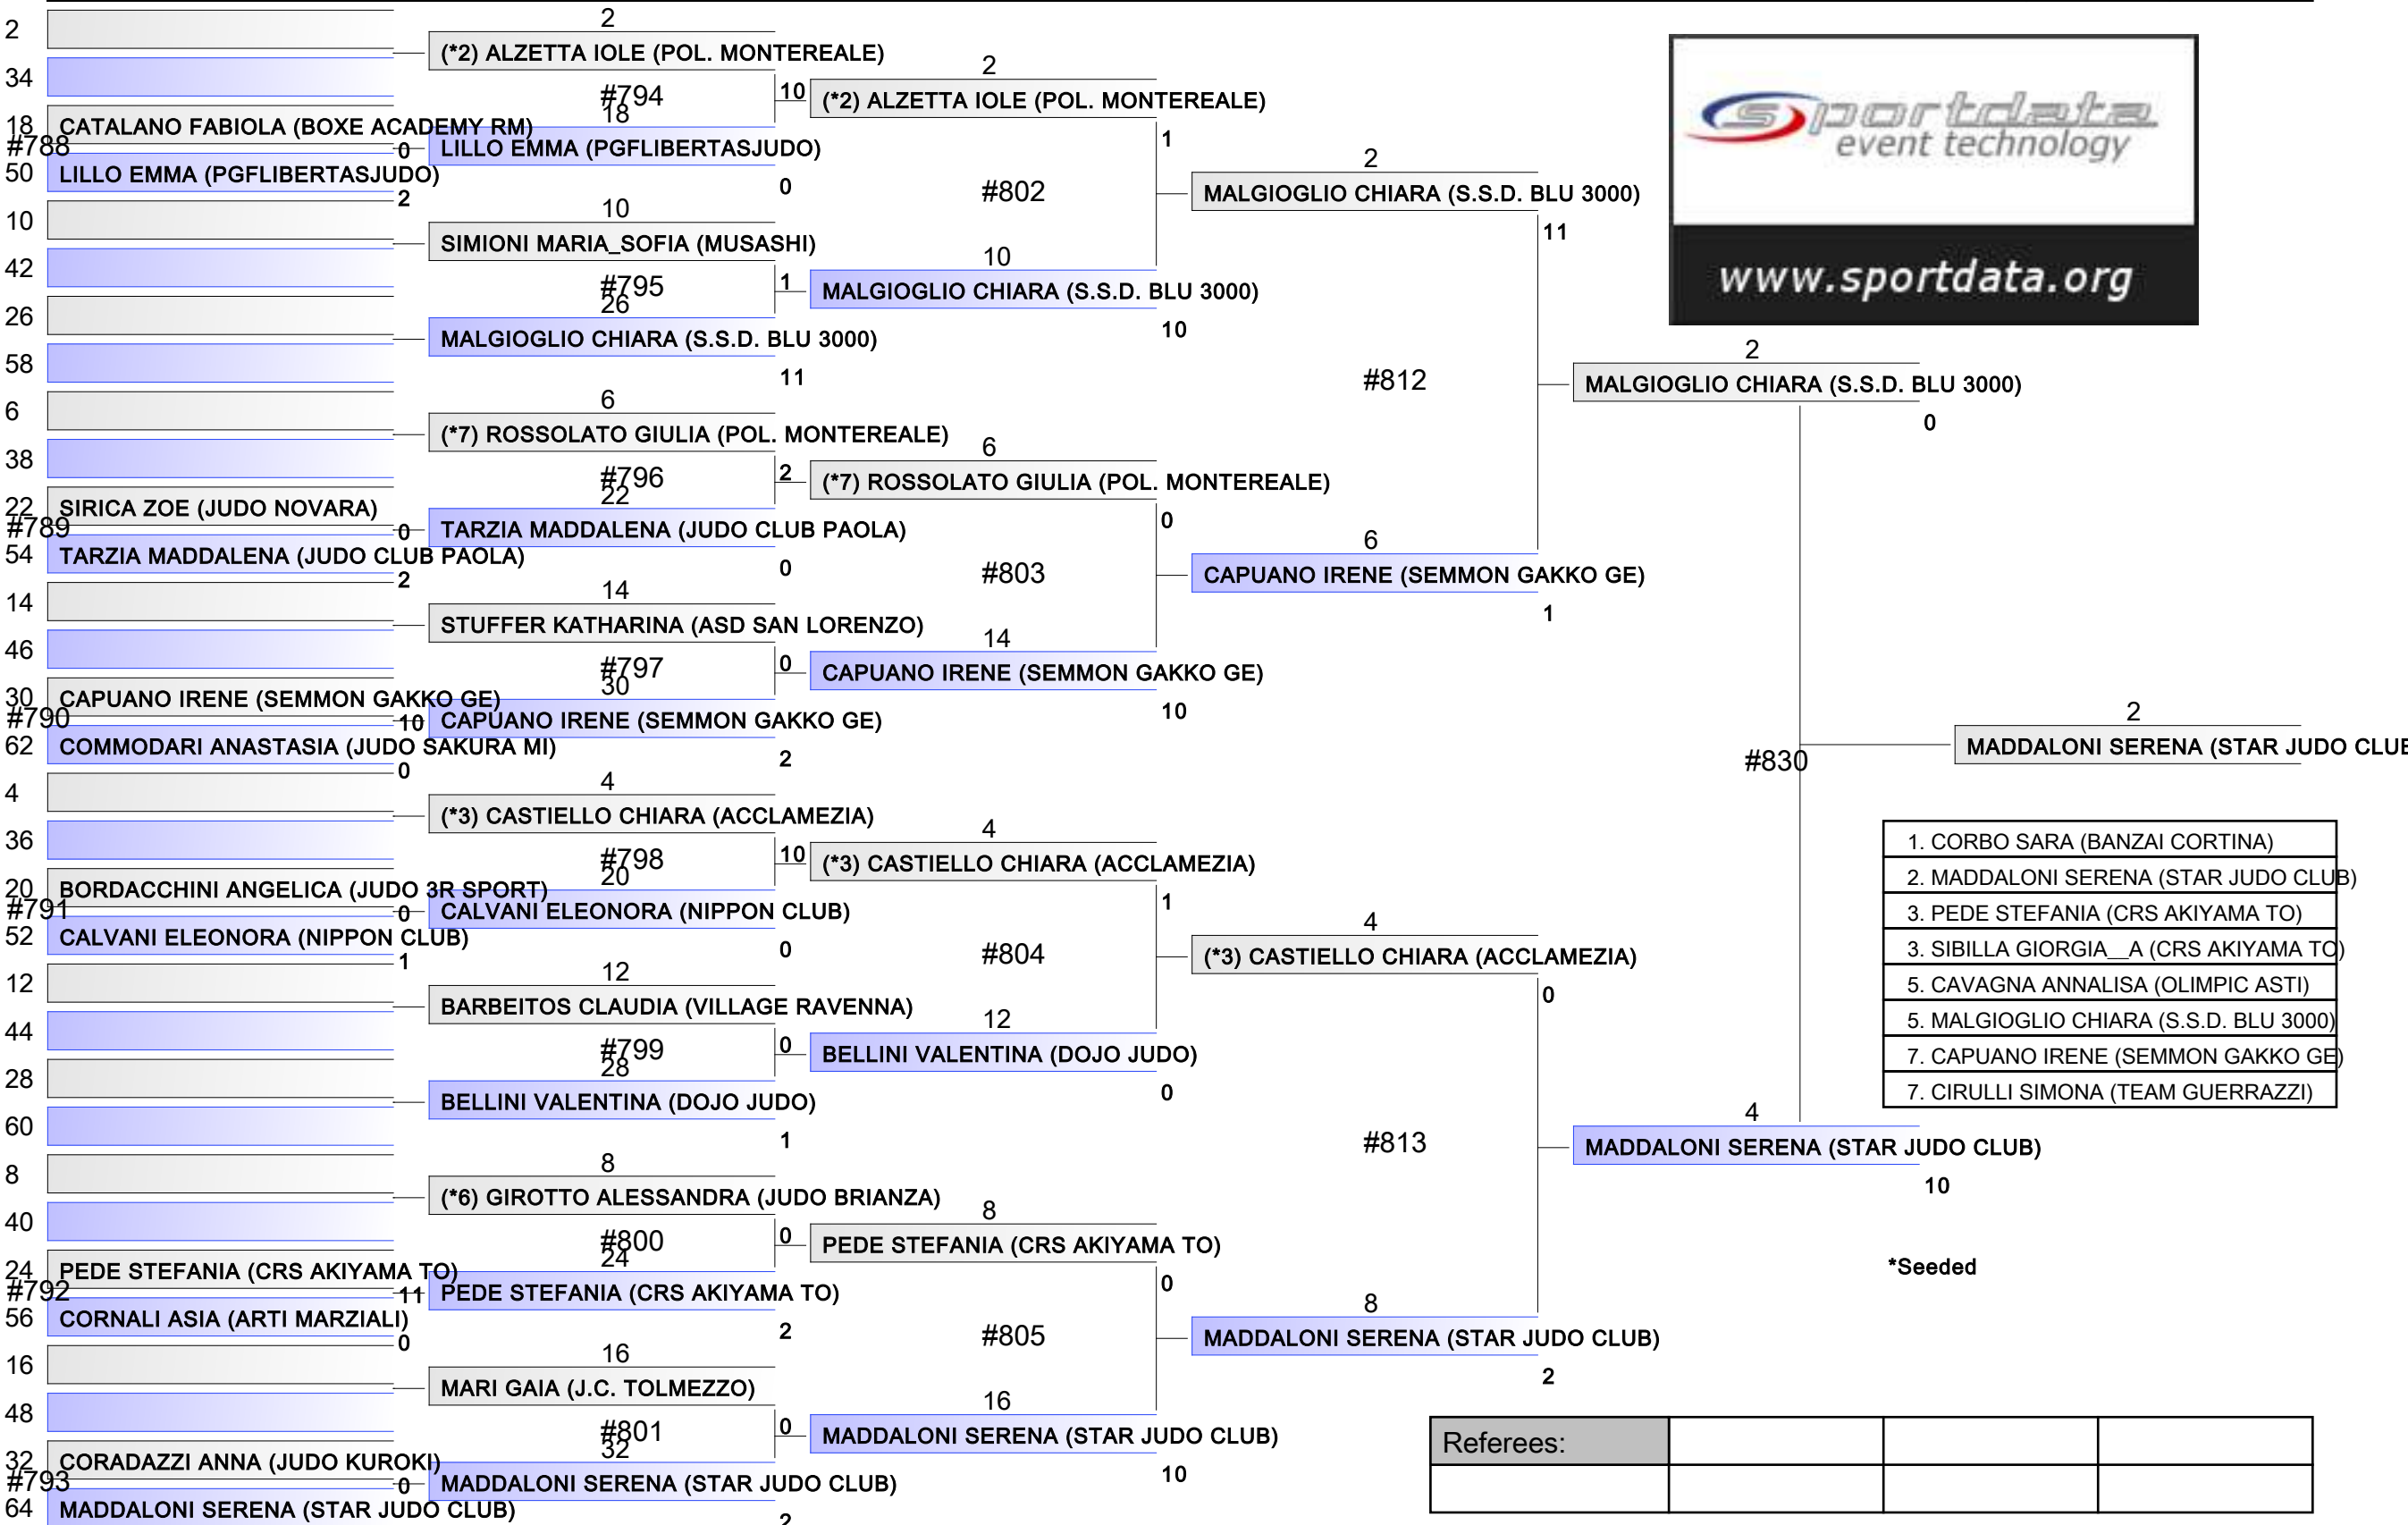 2
34
18 CATALANO FABIOLA (BOXE ACADEMY RM)
#788
0
50 LILLO EMMA (PGFLIBERTASJUDO)
2
10
42
26
58
6
38
22 SIRICA ZOE (JUDO NOVARA)
#789
0
54 TARZIA MADDALENA (JUDO CLUB PAOLA)
2
14
46
30 CAPUANO IRENE (SEMMON GAKKO GE)
#790
10
62 COMMODARI ANASTASIA (JUDO SAKURA MI)
0
4
36
20 BORDACCHINI ANGELICA (JUDO 3R SPORT)
#791
0
52 CALVANI ELEONORA (NIPPON CLUB)
1
12
44
28
60
8
40
24 PEDE STEFANIA (CRS AKIYAMA TO)
#792
11
56 CORNALI ASIA (ARTI MARZIALI)
0
16
48
32 CORADAZZI ANNA (JUDO KUROKI)
#793
0
64 MADDALONI SERENA (STAR JUDO CLUB)
2
(*2) ALZETTA IOLE (POL. MONTEREALE)
#794
10
18
LILLO EMMA (PGFLIBERTASJUDO)
0
10
SIMIONI MARIA_SOFIA (MUSASHI)
#795
1
26
MALGIOGLIO CHIARA (S.S.D. BLU 3000)
11
6
(*7) ROSSOLATO GIULIA (POL. MONTEREALE)
#796
2
22
TARZIA MADDALENA (JUDO CLUB PAOLA)
0
14
STUFFER KATHARINA (ASD SAN LORENZO)
#797
0
30
CAPUANO IRENE (SEMMON GAKKO GE)
2
4
(*3) CASTIELLO CHIARA (ACCLAMEZIA)
#798
10
20
CALVANI ELEONORA (NIPPON CLUB)
0
12
BARBEITOS CLAUDIA (VILLAGE RAVENNA)
#799
0
28
BELLINI VALENTINA (DOJO JUDO)
1
8
(*6) GIROTTO ALESSANDRA (JUDO BRIANZA)
#800
0
24
PEDE STEFANIA (CRS AKIYAMA TO)
2
16
MARI GAIA (J.C. TOLMEZZO)
#801
0
32
MADDALONI SERENA (STAR JUDO CLUB)
2
2
(*2) ALZETTA IOLE (POL. MONTEREALE)
1
#802
10
MALGIOGLIO CHIARA (S.S.D. BLU 3000)
10
6
(*7) ROSSOLATO GIULIA (POL. MONTEREALE)
0
#803
14
CAPUANO IRENE (SEMMON GAKKO GE)
10
4
(*3) CASTIELLO CHIARA (ACCLAMEZIA)
1
#804
12
BELLINI VALENTINA (DOJO JUDO)
0
8
PEDE STEFANIA (CRS AKIYAMA TO)
0
#805
16
MADDALONI SERENA (STAR JUDO CLUB)
10
2
MALGIOGLIO CHIARA (S.S.D. BLU 3000)
11
#812
6
CAPUANO IRENE (SEMMON GAKKO GE)
1
4
(*3) CASTIELLO CHIARA (ACCLAMEZIA)
0
#813
8
MADDALONI SERENA (STAR JUDO CLUB)
2
sportdata
event technology
www.sportdata.org
2
MALGIOGLIO CHIARA (S.S.D. BLU 3000)
0
#830
4
MADDALONI SERENA (STAR JUDO CLUB)
10
2
MADDALONI SERENA (STAR JUDO CLUB
1. CORBO SARA (BANZAI CORTINA)
2. MADDALONI SERENA (STAR JUDO CLUB)
3. PEDE STEFANIA (CRS AKIYAMA TO)
3. SIBILLA GIORGIA__A (CRS AKIYAMA TO)
5. CAVAGNA ANNALISA (OLIMPIC ASTI)
5. MALGIOGLIO CHIARA (S.S.D. BLU 3000)
7. CAPUANO IRENE (SEMMON GAKKO GE)
7. CIRULLI SIMONA (TEAM GUERRAZZI)
*Seeded
Referees: